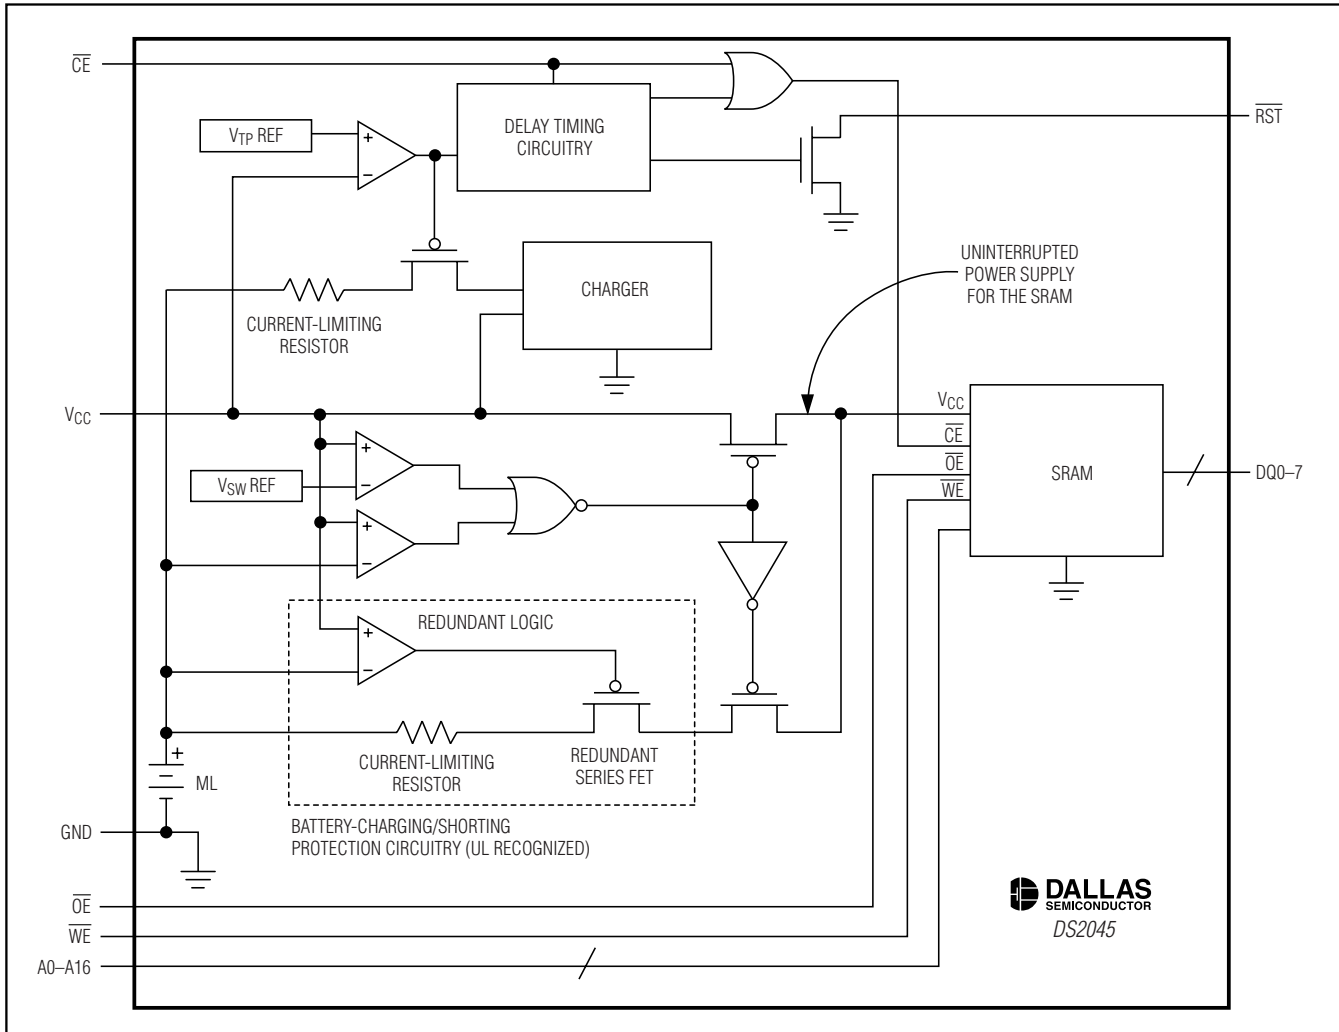 CE
VTP REF
+
−
DELAY TIMING
CIRCUITRY
RST
CHARGER
CURRENT-LIMITING
RESISTOR
UNINTERRUPTED
POWER SUPPLY
FOR THE SRAM
VCC
VCC
CE
OE
WE
SRAM
DQ0–7
+
−
VSW REF
+
−
REDUNDANT LOGIC
+
−
CURRENT-LIMITING
RESISTOR
REDUNDANT
SERIES FET
+
ML
GND
BATTERY-CHARGING/SHORTING
PROTECTION CIRCUITRY (UL RECOGNIZED)
OE
WE
A0–A16
DALLAS
SEMICONDUCTOR
DS2045